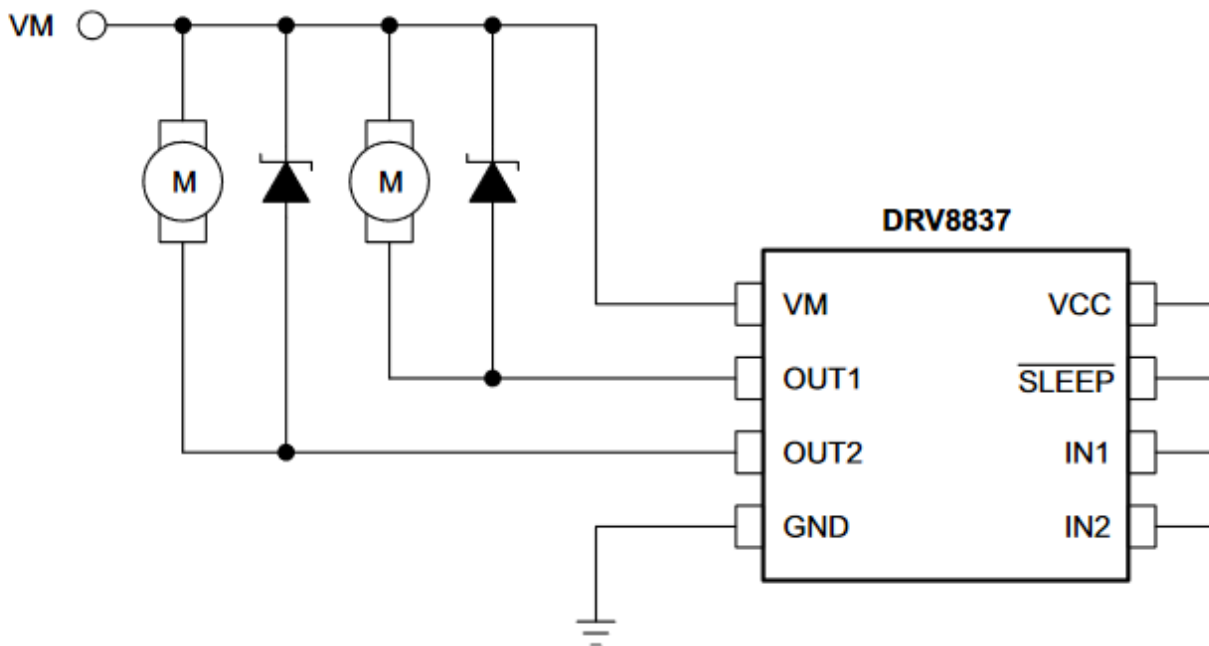 VM
M
M
DRV8837
VM
VCC
OUT1
SLEEP
OUT2
IN1
GND
IN2